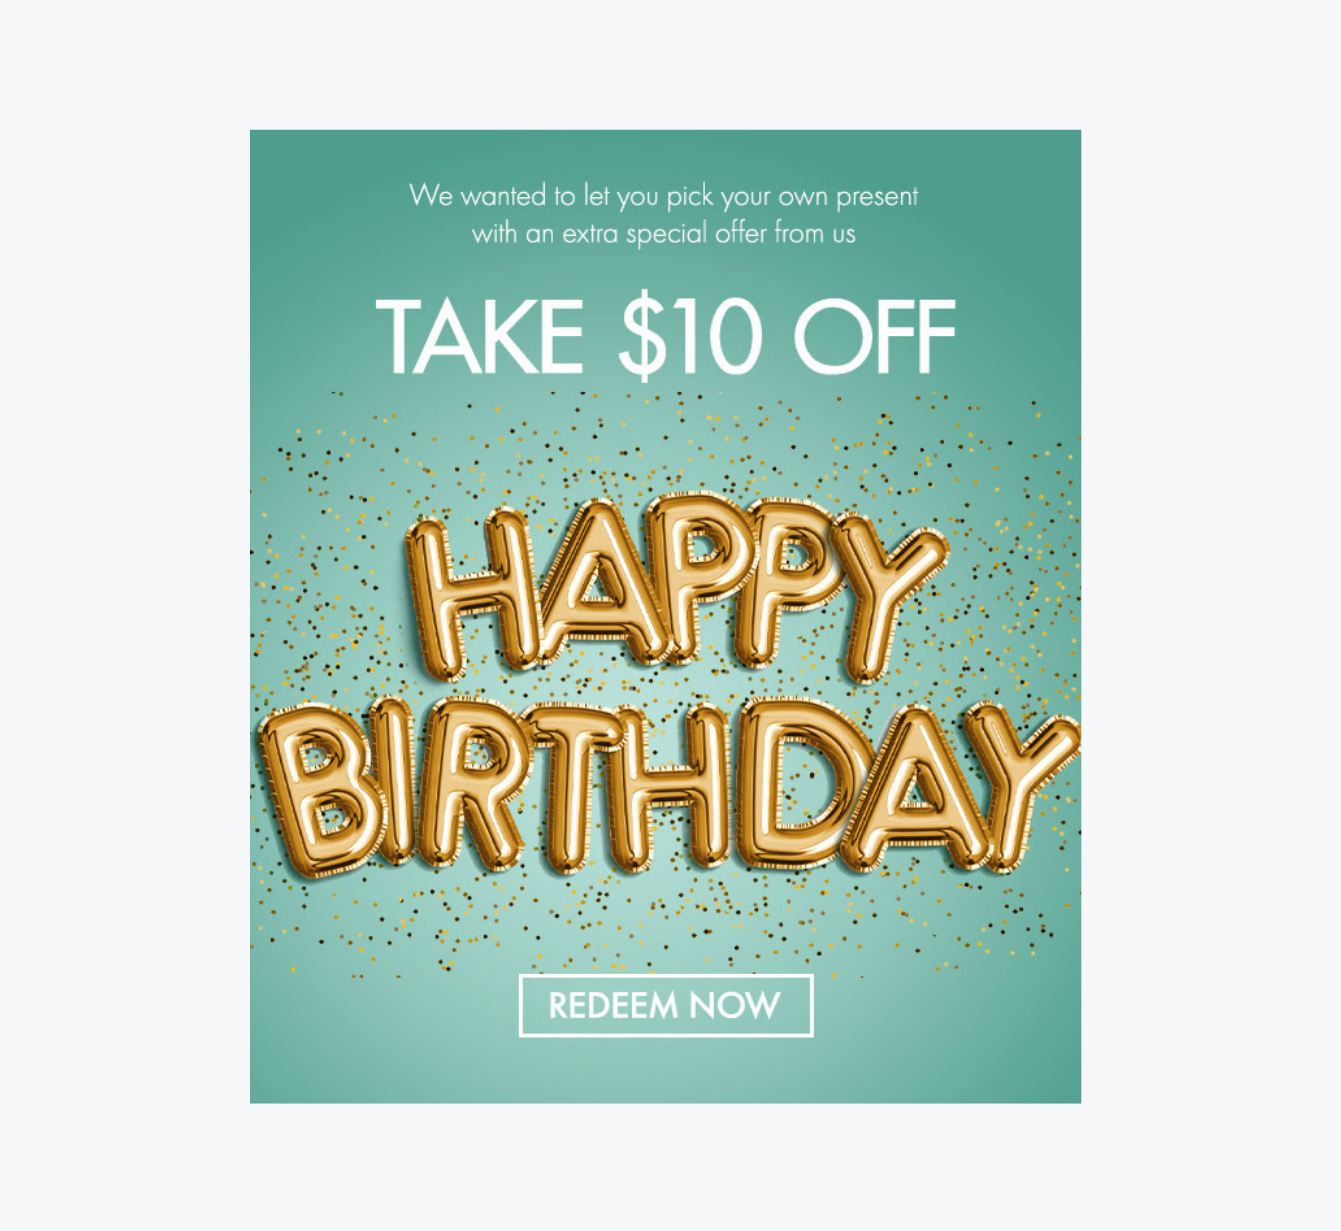 We wanted to let you pick your own present
with an extra special offer from us
TAKE $10 OFF
HAPPY
BIRTHDAY
REDEEM NOW